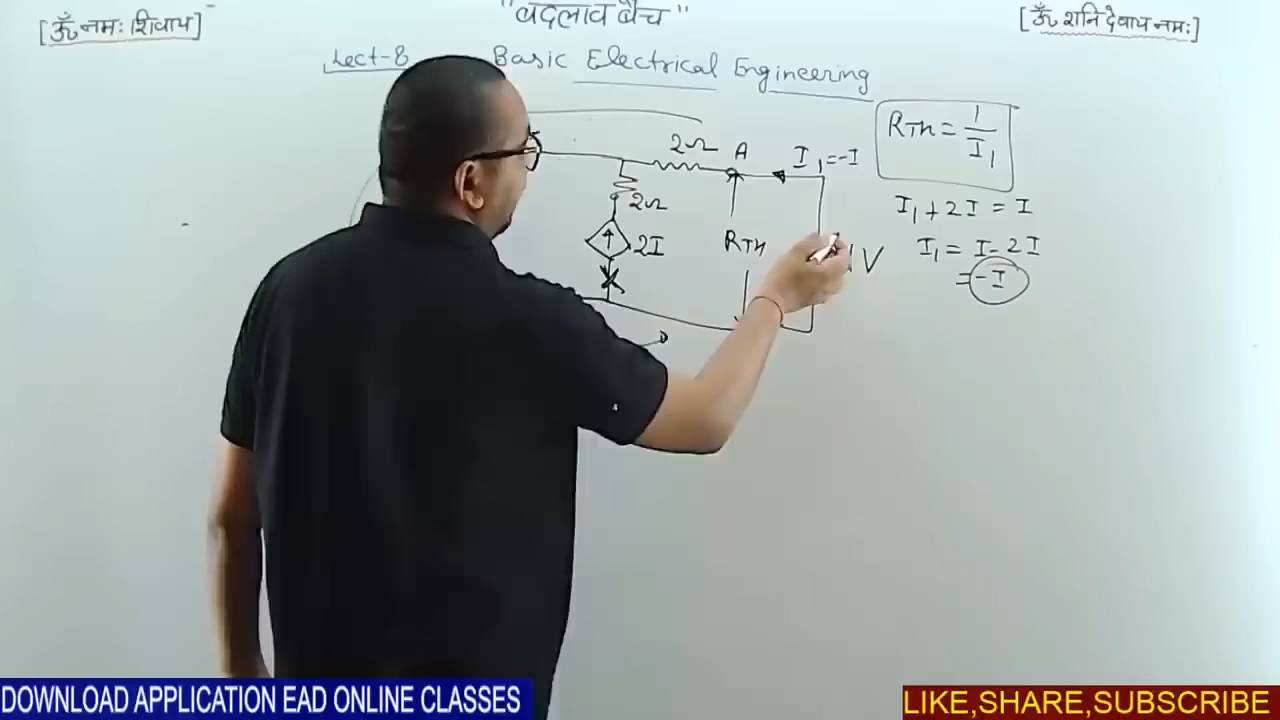 "बदलाव बैच"
[ॐ नमः शिवाय]
[ॐ शनि देवाय नमः]
Lect-8 Basic Electrical Engineering
2Ω A I₁=-I
RTH = 1/I₁
2Ω
I₁+2I = I
2I RTH 1V
I₁ = I-2I
= -I
DOWNLOAD APPLICATION EAD ONLINE CLASSES
LIKE,SHARE,SUBSCRIBE